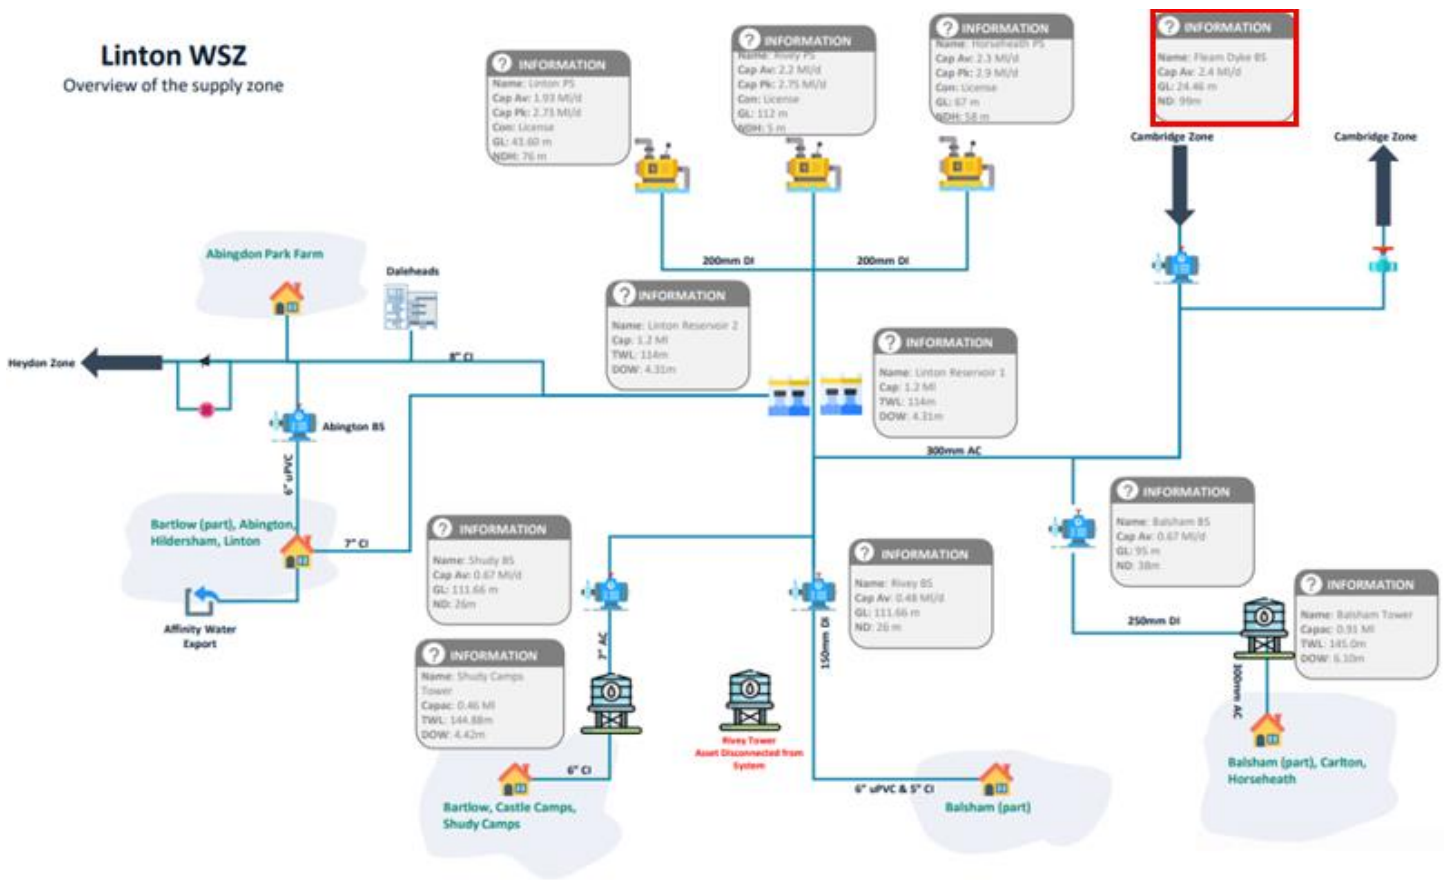 Linton WSZ
Overview of the supply zone
? INFORMATION
Name: Linton PS
Cap Av: 1.93 Ml/d
Cap Pk: 2.73 Ml/d
Con: License
GL: 41.60 m
NDH: 76 m
? INFORMATION
Name: Rivey PS
Cap Av: 2.2 Ml/d
Cap Pk: 2.75 Ml/d
Con: License
GL: 112 m
NDH: 5 m
? INFORMATION
Name: Horseheath PS
Cap Av: 2.3 Ml/d
Cap Pk: 2.9 Ml/d
Con: License
GL: 67 m
NDH: 58 m
? INFORMATION
Name: Fleam Dyke BS
Cap Av: 2.4 Ml/d
GL: 24.46 m
ND: 99m
Cambridge Zone
Cambridge Zone
200mm DI
200mm DI
Abingdon Park Farm
Daleheads
Heydon Zone
8" CI
? INFORMATION
Name: Linton Reservoir 2
Cap: 1.2 Ml
TWL: 114m
DOW: 4.31m
? INFORMATION
Name: Linton Reservoir 1
Cap: 1.2 Ml
TWL: 114m
DOW: 4.31m
Abington BS
6" uPVC
300mm AC
Bartlow (part), Abington,
Hildersham, Linton
7" CI
Affinity Water
Export
? INFORMATION
Name: Shudy BS
Cap Av: 0.67 Ml/d
GL: 111.66 m
ND: 26m
? INFORMATION
Name: Rivey BS
Cap Av: 0.48 Ml/d
GL: 111.66 m
ND: 26 m
? INFORMATION
Name: Balsham BS
Cap Av: 0.67 Ml/d
GL: 95 m
ND: 38m
? INFORMATION
Name: Balsham Tower
Capac: 0.91 Ml
TWL: 145.0m
DOW: 6.10m
250mm DI
300mm AC
7" AC
150mm DI
? INFORMATION
Name: Shudy Camps
Tower
Capac: 0.46 Ml
TWL: 144.88m
DOW: 4.42m
Rivey Tower
Asset Disconnected from
System
6" CI
6" uPVC & 5" CI
Bartlow, Castle Camps,
Shudy Camps
Balsham (part)
Balsham (part), Carlton,
Horseheath